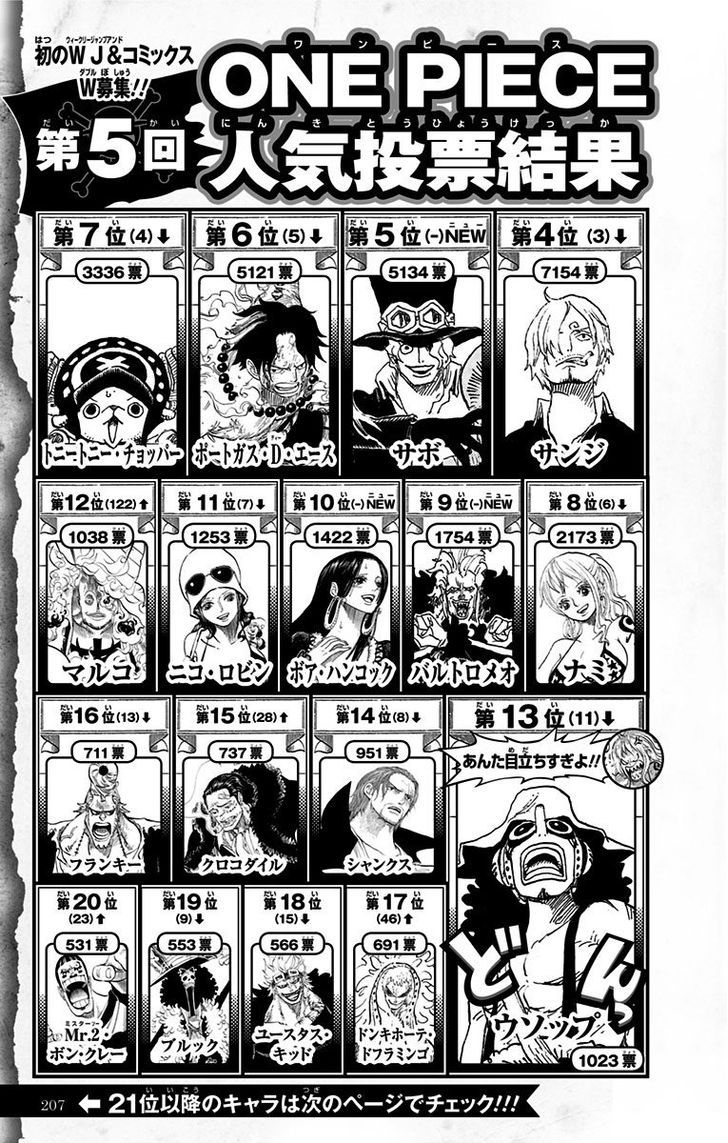 初のWJ&コミックス
W募集!!
ONE PIECE
第5回
人気投票結果
第4位(3)↓
7154票
サンジ
第5位(-)NEW
5134票
サボ
第6位(5)↓
5121票
ポートガス・D・エース
第7位(4)↓
3336票
トニートニー・チョッパー
第8位(6)↓
2173票
ナミ
第9位(-)NEW
1754票
バルトロメオ
第10位(-)NEW
1422票
ボア・ハンコック
第11位(7)↓
1253票
ニコ・ロビン
第12位(122)↑
1038票
マルコ
第13位(11)↓
あんた目立ちすぎよ!!
どんっ
ウソップ
1023票
第14位(8)↓
951票
シャンクス
第15位(28)↑
737票
クロコダイル
第16位(13)↓
711票
フランキー
第17位
(46)↑
691票
ドンキホーテ・
ドフラミンゴ
第18位
(15)↓
566票
ユースタス・
キッド
第19位
(9)↓
553票
ブルック
第20位
(23)↑
531票
Mr.2・
ボン・クレー
207
←21位以降のキャラは次のページでチェック!!!